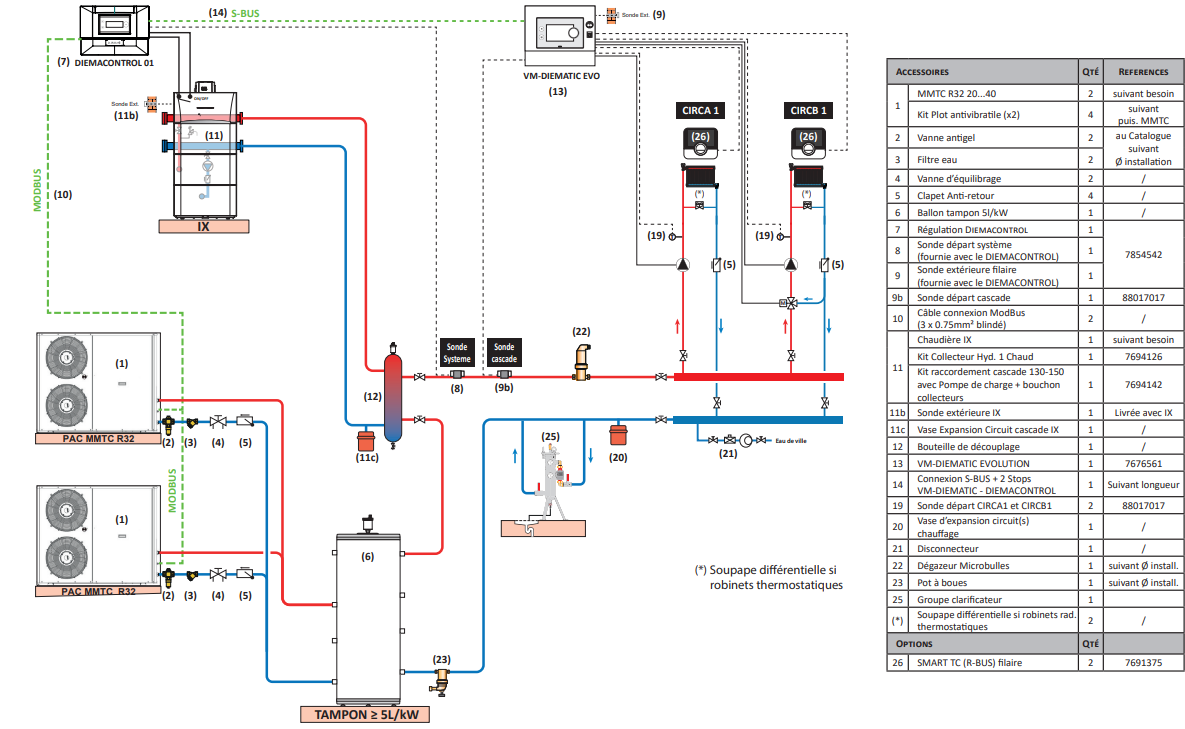 (14) S-BUS
Sonde Ext. (9)
(7) DIEMACONTROL 01
VM-DIEMATIC EVO
(13)
ON/OFF
Sonde Ext.
(11b)
(11)
IX
MODBUS
(10)
CIRCA 1
CIRCB 1
(26)
(26)
(*)
(*)
(19)
(19)
(5)
(5)
M
(22)
Sonde
Systeme
Sonde
cascade
(8)
(9b)
(12)
(11c)
(1)
PAC MMTC R32
(2)
(3)
(4)
(5)
MODBUS
(1)
PAC MMTC R32
(2)
(3)
(4)
(5)
(6)
(25)
(20)
(21)
Eau de ville
(23)
TAMPON ≥ 5L/kW
(*) Soupape différentielle si
robinets thermostatiques
ACCESSOIRES QTÉ REFERENCES
1 MMTC R32 20...40 2 suivant besoin
Kit Plot antivibratile (x2) 4 suivant
puis. MMTC
2 Vanne antigel 2 au Catalogue
suivant
3 Filtre eau 2 Ø installation
4 Vanne d'équilibrage 2 /
5 Clapet Anti-retour 4 /
6 Ballon tampon 5l/kW 1 /
7 Régulation DIEMACONTROL 1
8 Sonde départ système
(fournie avec le DIEMACONTROL) 1 7854542
9 Sonde extérieure filaire
(fournie avec le DIEMACONTROL) 1
9b Sonde départ cascade 1 88017017
10 Câble connexion ModBus
(3 x 0.75mm² blindé) 2 /
11 Chaudière IX 1 suivant besoin
Kit Collecteur Hyd. 1 Chaud 1 7694126
Kit raccordement cascade 130-150
avec Pompe de charge + bouchon
collecteurs 1 7694142
11b Sonde extérieure IX 1 Livrée avec IX
11c Vase Expansion Circuit cascade IX 1 /
12 Bouteille de découplage 1 /
13 VM-DIEMATIC EVOLUTION 1 7676561
14 Connexion S-BUS + 2 Stops
VM-DIEMATIC - DIEMACONTROL 1 Suivant longueur
19 Sonde départ CIRCA1 et CIRCB1 2 88017017
20 Vase d'expansion circuit(s)
chauffage 1 /
21 Disconnecteur 1 /
22 Dégazeur Microbulles 1 suivant Ø install.
23 Pot à boues 1 suivant Ø install.
25 Groupe clarificateur 1
(*) Soupape différentielle si robinets rad.
thermostatiques 2 /
OPTIONS QTÉ
26 SMART TC (R-BUS) filaire 2 7691375